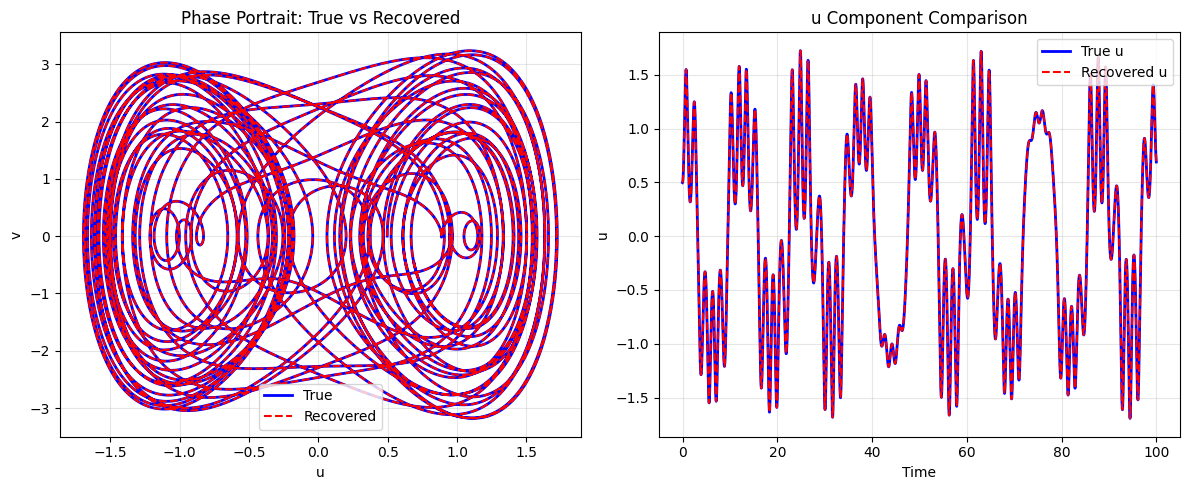 Phase Portrait: True vs Recovered
3
2
1
0
−1
−2
−3
v
−1.5 −1.0 −0.5 0.0 0.5 1.0 1.5
u
True
Recovered
u Component Comparison
1.5
1.0
0.5
0.0
−0.5
−1.0
−1.5
u
0 20 40 60 80 100
Time
True u
Recovered u